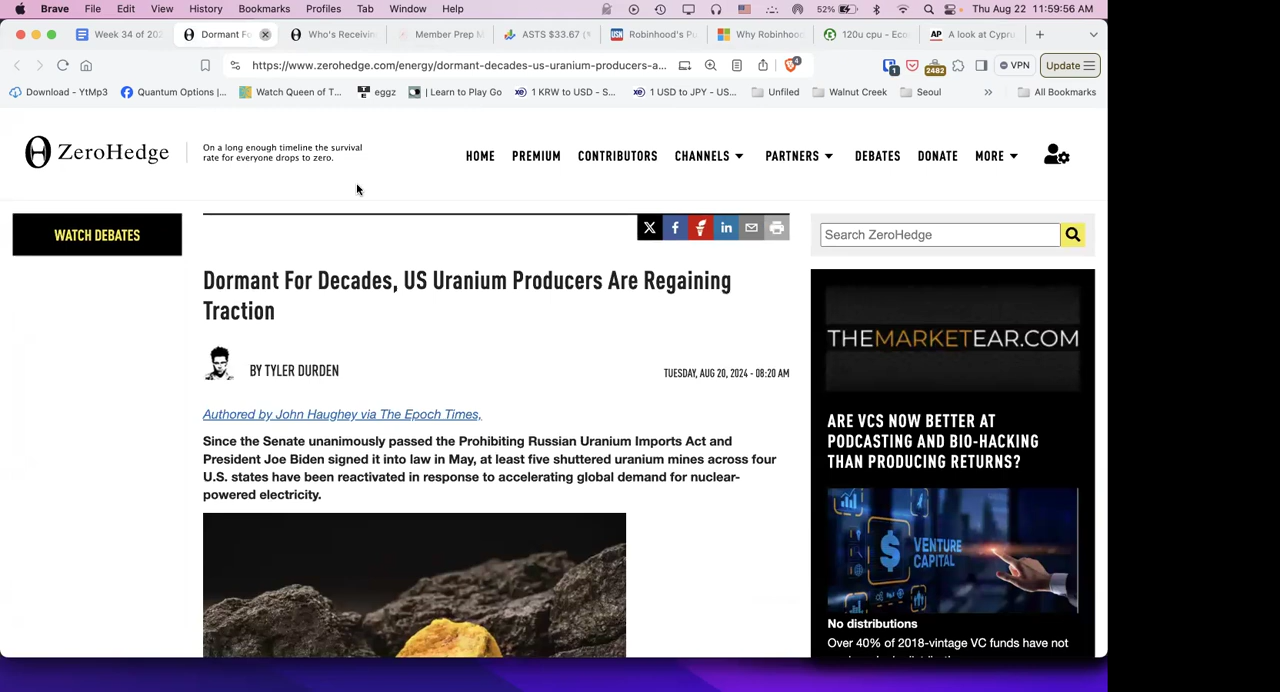 Brave File Edit View History Bookmarks Profiles Tab Window Help 52% Thu Aug 22 11:59:56 AM
Week 34 of 202 Dormant Fo Who's Receivin Member Prep M ASTS $33.67 ( Robinhood's Pu Why Robinhoo 120u cpu - Eco AP A look at Cypru
https://www.zerohedge.com/energy/dormant-decades-us-uranium-producers-a... 4 1 2482 VPN Update
Download - YtMp3 Quantum Options |... Watch Queen of T... eggz | Learn to Play Go 1 KRW to USD - S... 1 USD to JPY - US... Unfiled Walnut Creek Seoul » All Bookmarks
ZeroHedge
On a long enough timeline the survival
rate for everyone drops to zero.
HOME PREMIUM CONTRIBUTORS CHANNELS PARTNERS DEBATES DONATE MORE
WATCH DEBATES
Search ZeroHedge
Dormant For Decades, US Uranium Producers Are Regaining
Traction
BY TYLER DURDEN
TUESDAY, AUG 20, 2024 - 08:20 AM
Authored by John Haughey via The Epoch Times,
Since the Senate unanimously passed the Prohibiting Russian Uranium Imports Act and
President Joe Biden signed it into law in May, at least five shuttered uranium mines across four
U.S. states have been reactivated in response to accelerating global demand for nuclear-
powered electricity.
THEMARKETEAR.COM
ARE VCS NOW BETTER AT
PODCASTING AND BIO-HACKING
THAN PRODUCING RETURNS?
VENTURE
CAPITAL
No distributions
Over 40% of 2018-vintage VC funds have not